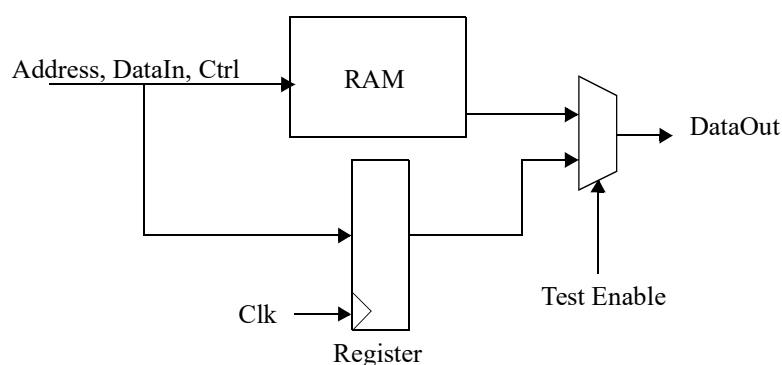 Address, DataIn, Ctrl
RAM
DataOut
Test Enable
Clk
Register